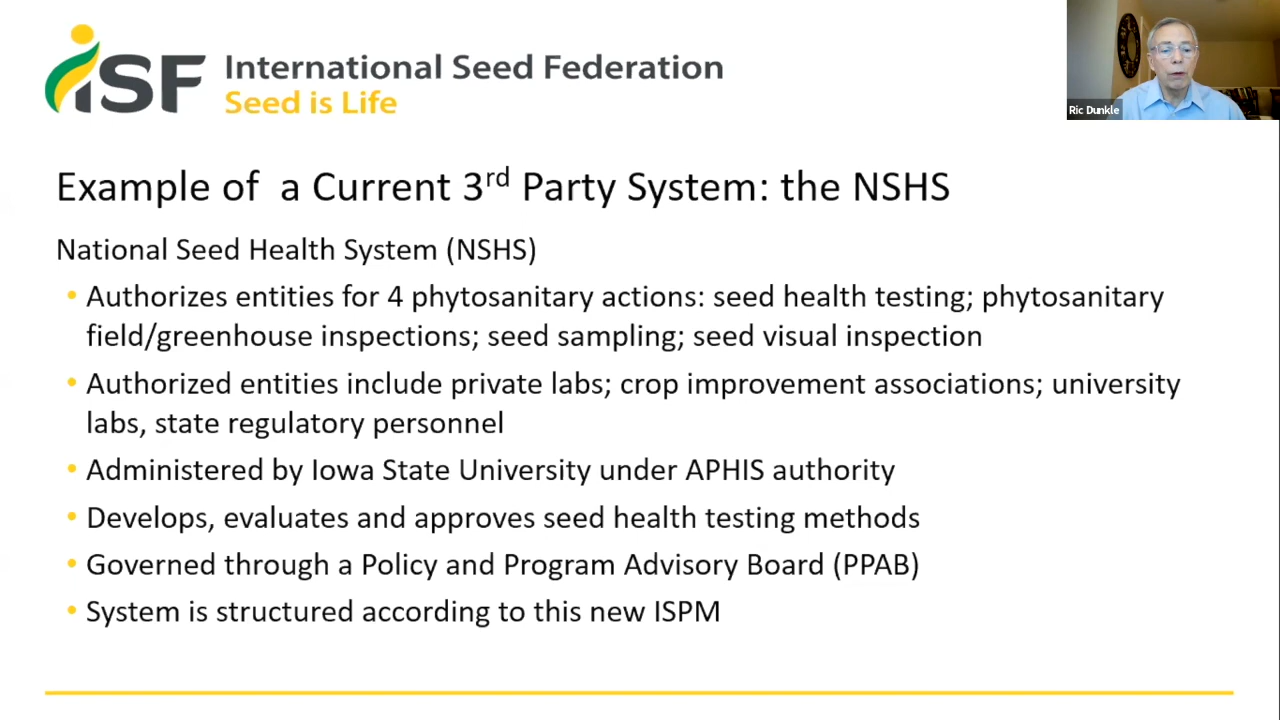 iSF International Seed Federation
Seed is Life
Ric Dunkle
Example of a Current 3rd Party System: the NSHS
National Seed Health System (NSHS)
• Authorizes entities for 4 phytosanitary actions: seed health testing; phytosanitary
field/greenhouse inspections; seed sampling; seed visual inspection
• Authorized entities include private labs; crop improvement associations; university
labs, state regulatory personnel
• Administered by Iowa State University under APHIS authority
• Develops, evaluates and approves seed health testing methods
• Governed through a Policy and Program Advisory Board (PPAB)
• System is structured according to this new ISPM